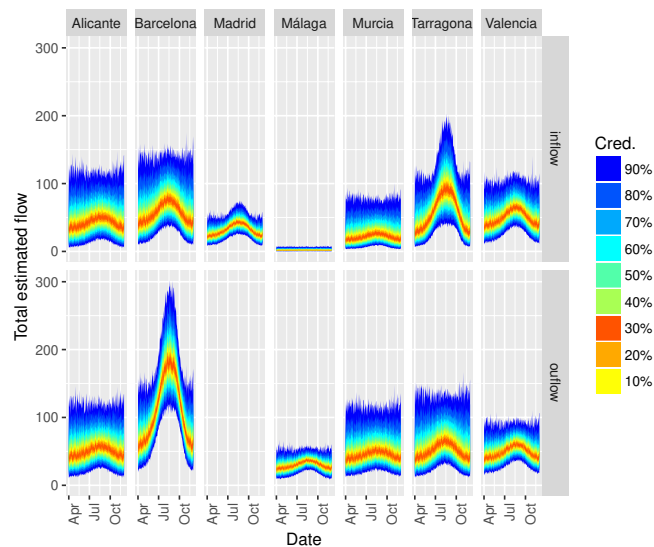 Alicante Barcelona Madrid Málaga Murcia Tarragona Valencia
300
200
100
0
inflow
300
200
100
0
ouflow
Total estimated flow
Apr Jul Oct Apr Jul Oct Apr Jul Oct Apr Jul Oct Apr Jul Oct Apr Jul Oct Apr Jul Oct
Date
Cred.
90%
80%
70%
60%
50%
40%
30%
20%
10%